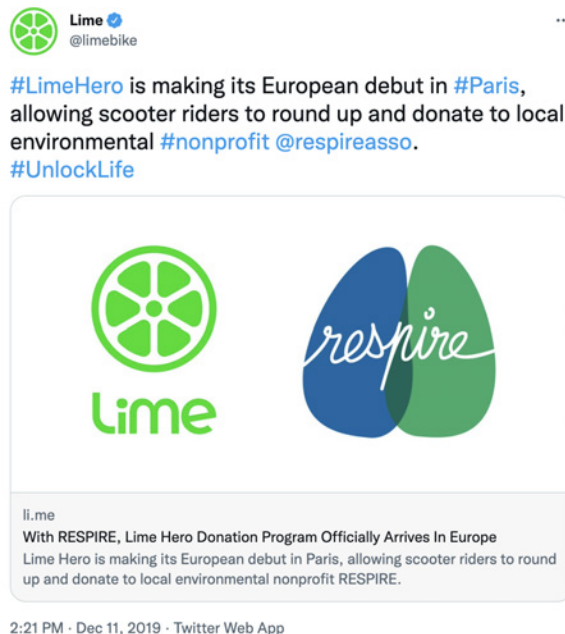 Lime
@limebike
#LimeHero is making its European debut in #Paris,
allowing scooter riders to round up and donate to local
environmental #nonprofit @respireasso.
#UnlockLife
Lime
respire
li.me
With RESPIRE, Lime Hero Donation Program Officially Arrives In Europe
Lime Hero is making its European debut in Paris, allowing scooter riders to round
up and donate to local environmental nonprofit RESPIRE.
2:21 PM · Dec 11, 2019 · Twitter Web App